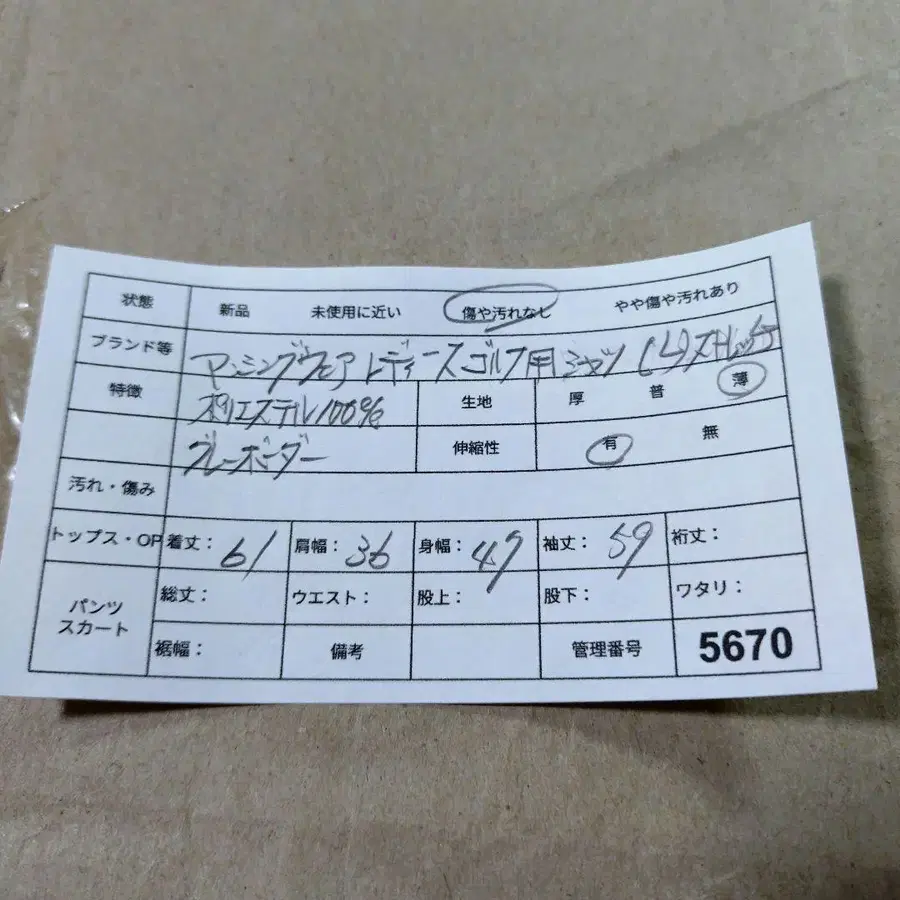 状態 新品 未使用に近い 傷や汚れなし やや傷や汚れあり
ブランド等 マンシングウェア レディースゴルフ用シャツ (L)ストレッチ
特徴 ポリエステル100% 生地 厚 普 薄
グレーボーダー 伸縮性 有 無
汚れ・傷み
トップス・OP 着丈: 61 肩幅: 36 身幅: 47 袖丈: 59 裄丈:
パンツ スカート 総丈: ウエスト: 股上: 股下: ワタリ:
裾幅: 備考 管理番号 5670